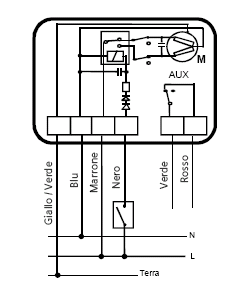 M
AUX
Giallo / Verde
Blu
Marrone
Nero
Verde
Rosso
N
L
Terra